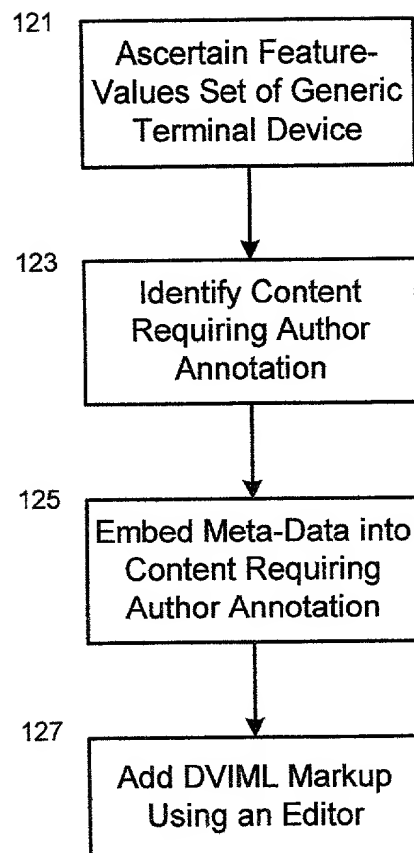 121
Ascertain Feature-
Values Set of Generic
Terminal Device
123
Identify Content
Requiring Author
Annotation
125
Embed Meta-Data into
Content Requiring
Author Annotation
127
Add DVIML Markup
Using an Editor